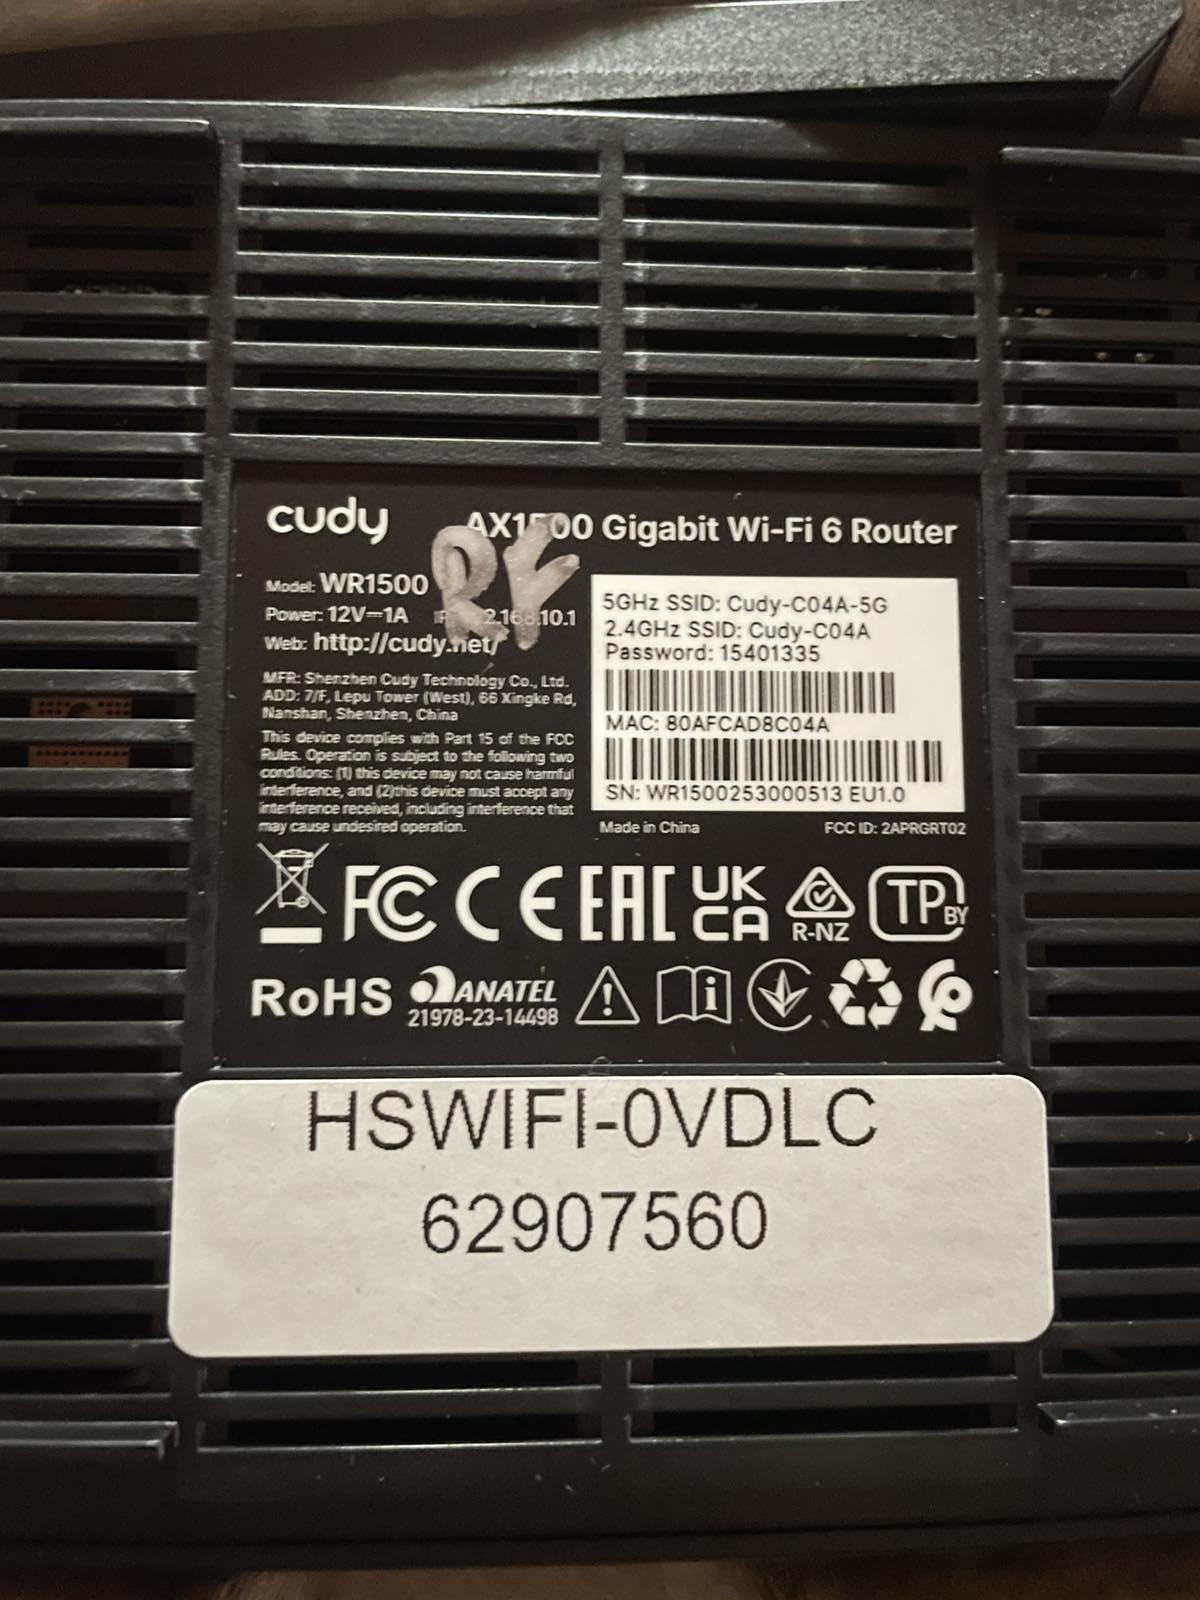 cudy
AX1500 Gigabit Wi-Fi 6 Router
RY
Model: WR1500
Power: 12V⎓1A
2.168.10.1
Web: http://cudy.net/
MFR: Shenzhen Cudy Technology Co., Ltd.
ADD: 7/F, Lepu Tower (West), 66 Xingke Rd,
Nanshan, Shenzhen, China
This device complies with Part 15 of the FCC
Rules. Operation is subject to the following two
conditions: (1) this device may not cause harmful
interference, and (2)this device must accept any
interference received, including interference that
may cause undesired operation.
5GHz SSID: Cudy-C04A-5G
2.4GHz SSID: Cudy-C04A
Password: 15401335
MAC: 80AFCAD8C04A
SN: WR1500253000513 EU1.0
Made in China
FCC ID: 2APRGRT02
FC CE EAC UK CA R-NZ TP BY
RoHS ANATEL
21978-23-14498
HSWIFI-0VDLC
62907560